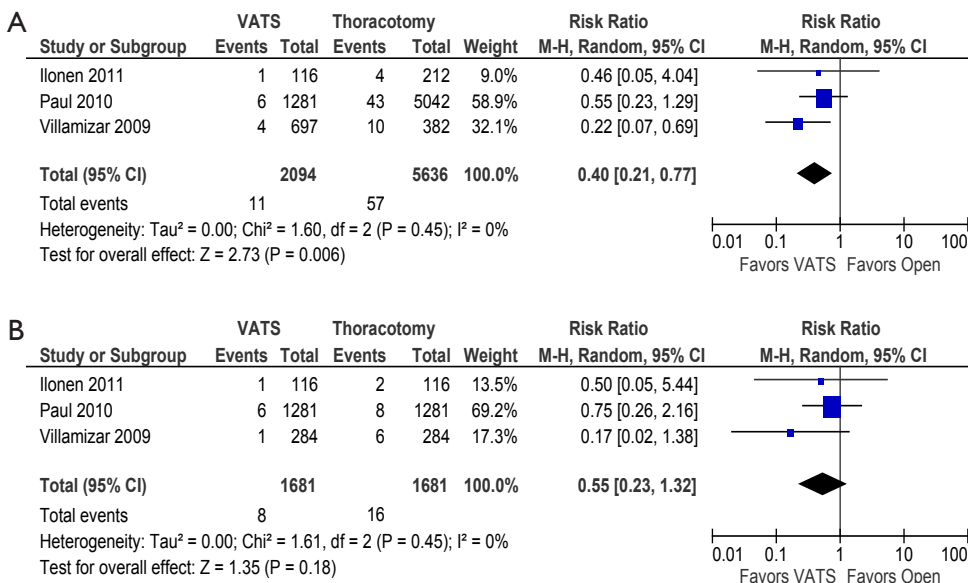 A
VATS Thoracotomy Risk Ratio Risk Ratio
Study or Subgroup Events Total Events Total Weight M-H, Random, 95% CI M-H, Random, 95% CI
Ilonen 2011 1 116 4 212 9.0% 0.46 [0.05, 4.04]
Paul 2010 6 1281 43 5042 58.9% 0.55 [0.23, 1.29]
Villamizar 2009 4 697 10 382 32.1% 0.22 [0.07, 0.69]
Total (95% CI) 2094 5636 100.0% 0.40 [0.21, 0.77]
Total events 11 57
Heterogeneity: Tau² = 0.00; Chi² = 1.60, df = 2 (P = 0.45); I² = 0%
Test for overall effect: Z = 2.73 (P = 0.006)
0.01 0.1 1 10 100
Favors VATS Favors Open
B
VATS Thoracotomy Risk Ratio Risk Ratio
Study or Subgroup Events Total Events Total Weight M-H, Random, 95% CI M-H, Random, 95% CI
Ilonen 2011 1 116 2 116 13.5% 0.50 [0.05, 5.44]
Paul 2010 6 1281 8 1281 69.2% 0.75 [0.26, 2.16]
Villamizar 2009 1 284 6 284 17.3% 0.17 [0.02, 1.38]
Total (95% CI) 1681 1681 100.0% 0.55 [0.23, 1.32]
Total events 8 16
Heterogeneity: Tau² = 0.00; Chi² = 1.61, df = 2 (P = 0.45); I² = 0%
Test for overall effect: Z = 1.35 (P = 0.18)
0.01 0.1 1 10 100
Favors VATS Favors Open